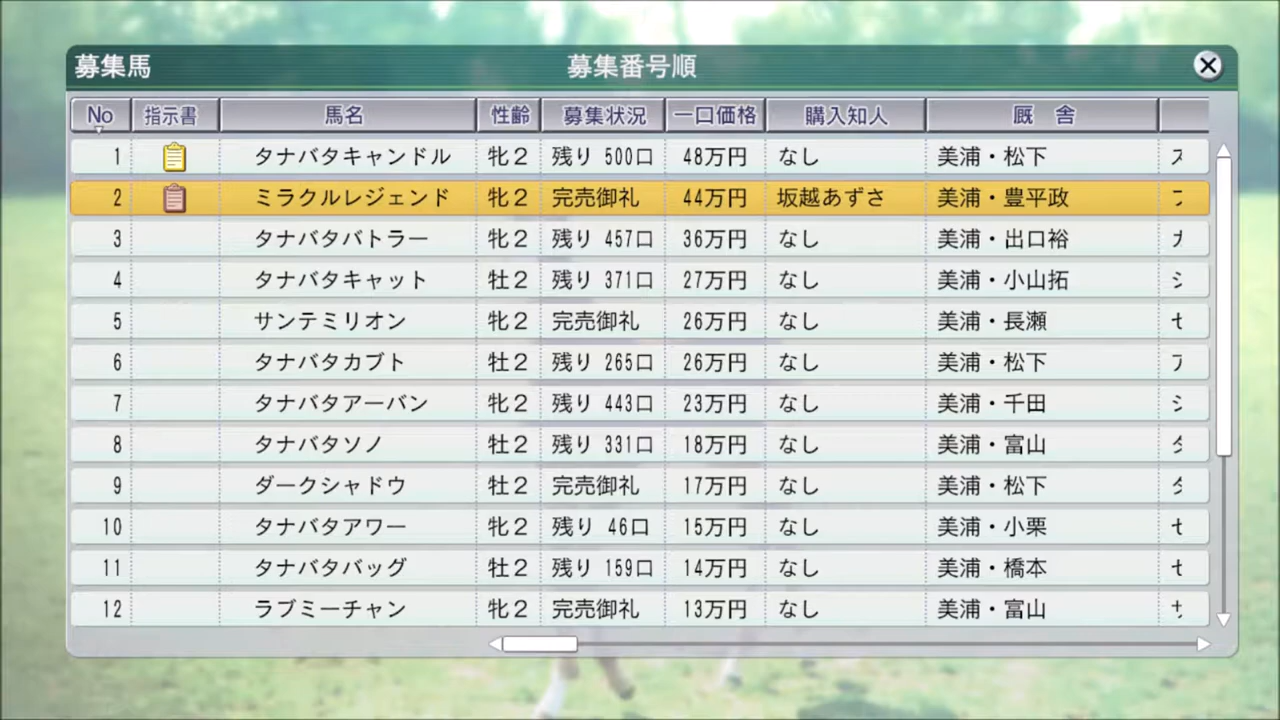 募集馬 募集番号順
No 指示書 馬名 性齢 募集状況 一口価格 購入知人 厩 舎
1 タナバタキャンドル 牝2 残り 500口 48万円 なし 美浦・松下
2 ミラクルレジェンド 牝2 完売御礼 44万円 坂越あずさ 美浦・豊平政
3 タナバタバトラー 牝2 残り 457口 36万円 なし 美浦・出口裕
4 タナバタキャット 牡2 残り 371口 27万円 なし 美浦・小山拓
5 サンテミリオン 牝2 完売御礼 26万円 なし 美浦・長瀬
6 タナバタカブト 牡2 残り 265口 26万円 なし 美浦・松下
7 タナバタアーバン 牝2 残り 443口 23万円 なし 美浦・千田
8 タナバタソノ 牡2 残り 331口 18万円 なし 美浦・富山
9 ダークシャドウ 牡2 完売御礼 17万円 なし 美浦・松下
10 タナバタアワー 牝2 残り 46口 15万円 なし 美浦・小栗
11 タナバタバッグ 牡2 残り 159口 14万円 なし 美浦・橋本
12 ラブミーチャン 牝2 完売御礼 13万円 なし 美浦・富山